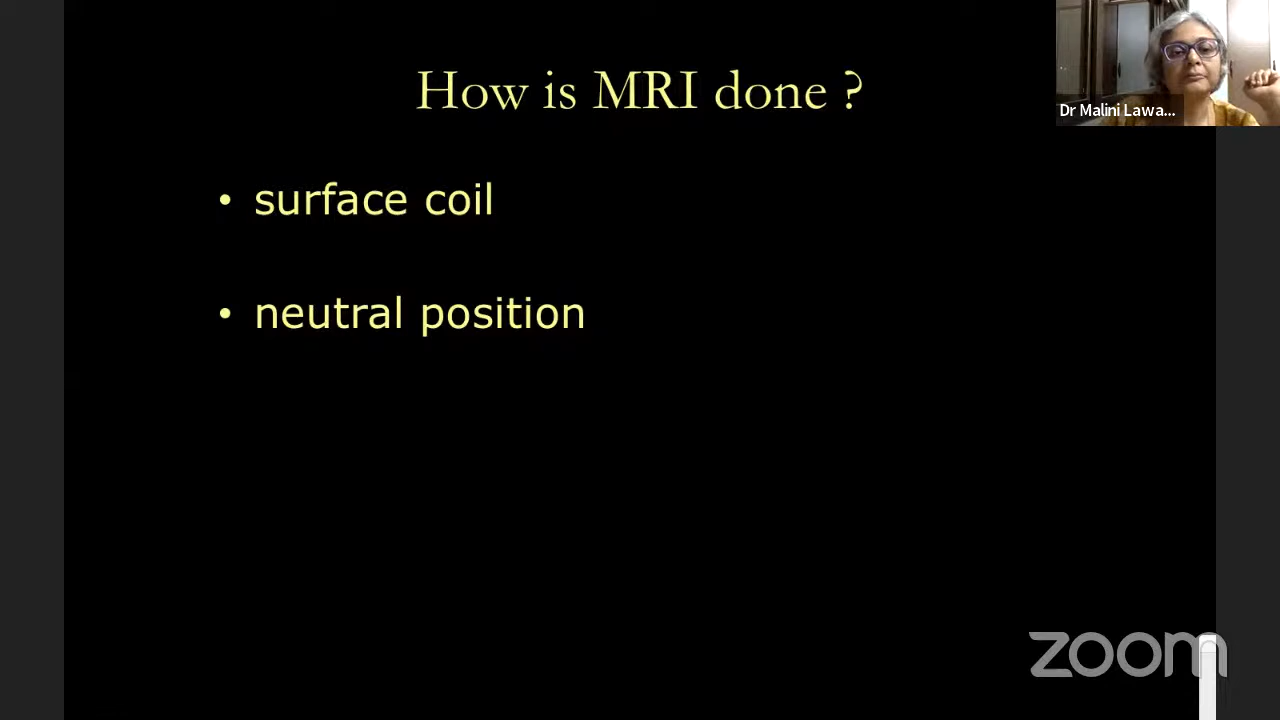 How is MRI done ?
Dr Malini Lawa...
• surface coil
• neutral position
zoom